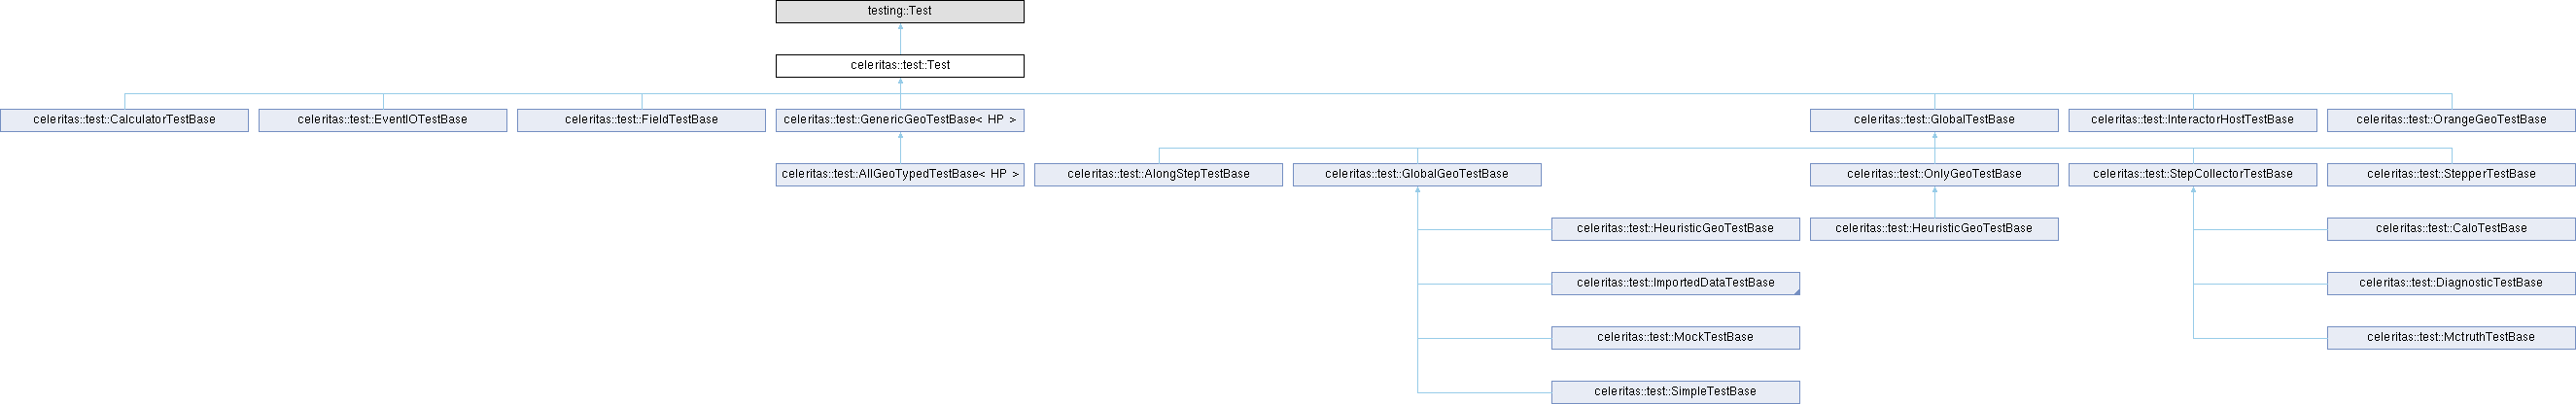 testing::Test
celeritas::test::Test
celeritas::test::CalculatorTestBase
celeritas::test::EventIOTestBase
celeritas::test::FieldTestBase
celeritas::test::GenericGeoTestBase< HP >
celeritas::test::GlobalTestBase
celeritas::test::InteractorHostTestBase
celeritas::test::OrangeGeoTestBase
celeritas::test::AllGeoTypedTestBase< HP >
celeritas::test::AlongStepTestBase
celeritas::test::GlobalGeoTestBase
celeritas::test::OnlyGeoTestBase
celeritas::test::StepCollectorTestBase
celeritas::test::StepperTestBase
celeritas::test::HeuristicGeoTestBase
celeritas::test::HeuristicGeoTestBase
celeritas::test::CaloTestBase
celeritas::test::ImportedDataTestBase
celeritas::test::DiagnosticTestBase
celeritas::test::MockTestBase
celeritas::test::MctruthTestBase
celeritas::test::SimpleTestBase